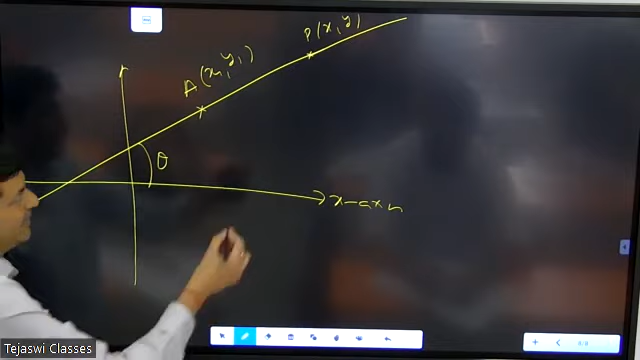 P(x, y)
A(x₁, y₁)
θ
x-axis
Tejaswi Classes